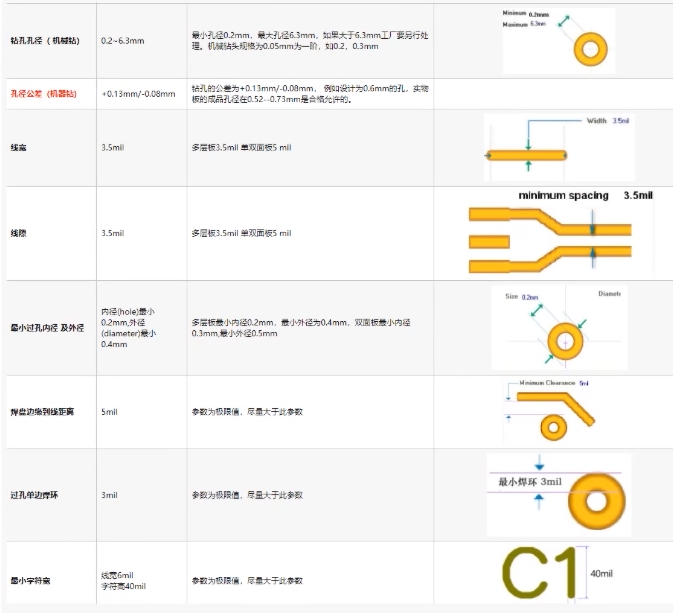 钻孔孔径（ 机械钻)
0.2~6.3mm
最小孔径0.2mm，最大孔径6.3mm，如果大于6.3mm工厂要另行处
理。机械钻头规格为0.05mm为一阶，如0.2，0.3mm
Minimum 0.2mm
Maximum 6.3mm
孔径公差（机器钻）
+0.13mm/-0.08mm
钻孔的公差为+0.13mm/-0.08mm， 例如设计为0.6mm的孔，实物
板的成品孔径在0.52--0.73mm是合格允许的。
线宽
3.5mil
多层板3.5mil 单双面板5 mil
Width 3.5mil
线隙
3.5mil
多层板3.5mil 单双面板5 mil
minimum spacing 3.5mil
最小过孔内径 及外径
内径(hole)最小
0.2mm,外径
(diameter)最小
0.4mm
多层板最小内径0.2mm，最小外径为0.4mm，双面板最小内径
0.3mm,最小外径0.5mm
Size 0.2mm
Diamete
焊盘边缘到线距离
5mil
参数为极限值，尽量大于此参数
Minimum Clearance 5mil
过孔单边焊环
3mil
参数为极限值，尽量大于此参数
最小焊环 3mil
最小字符宽
线宽6mil
字符高40mil
参数为极限值，尽量大于此参数
C1
40mil